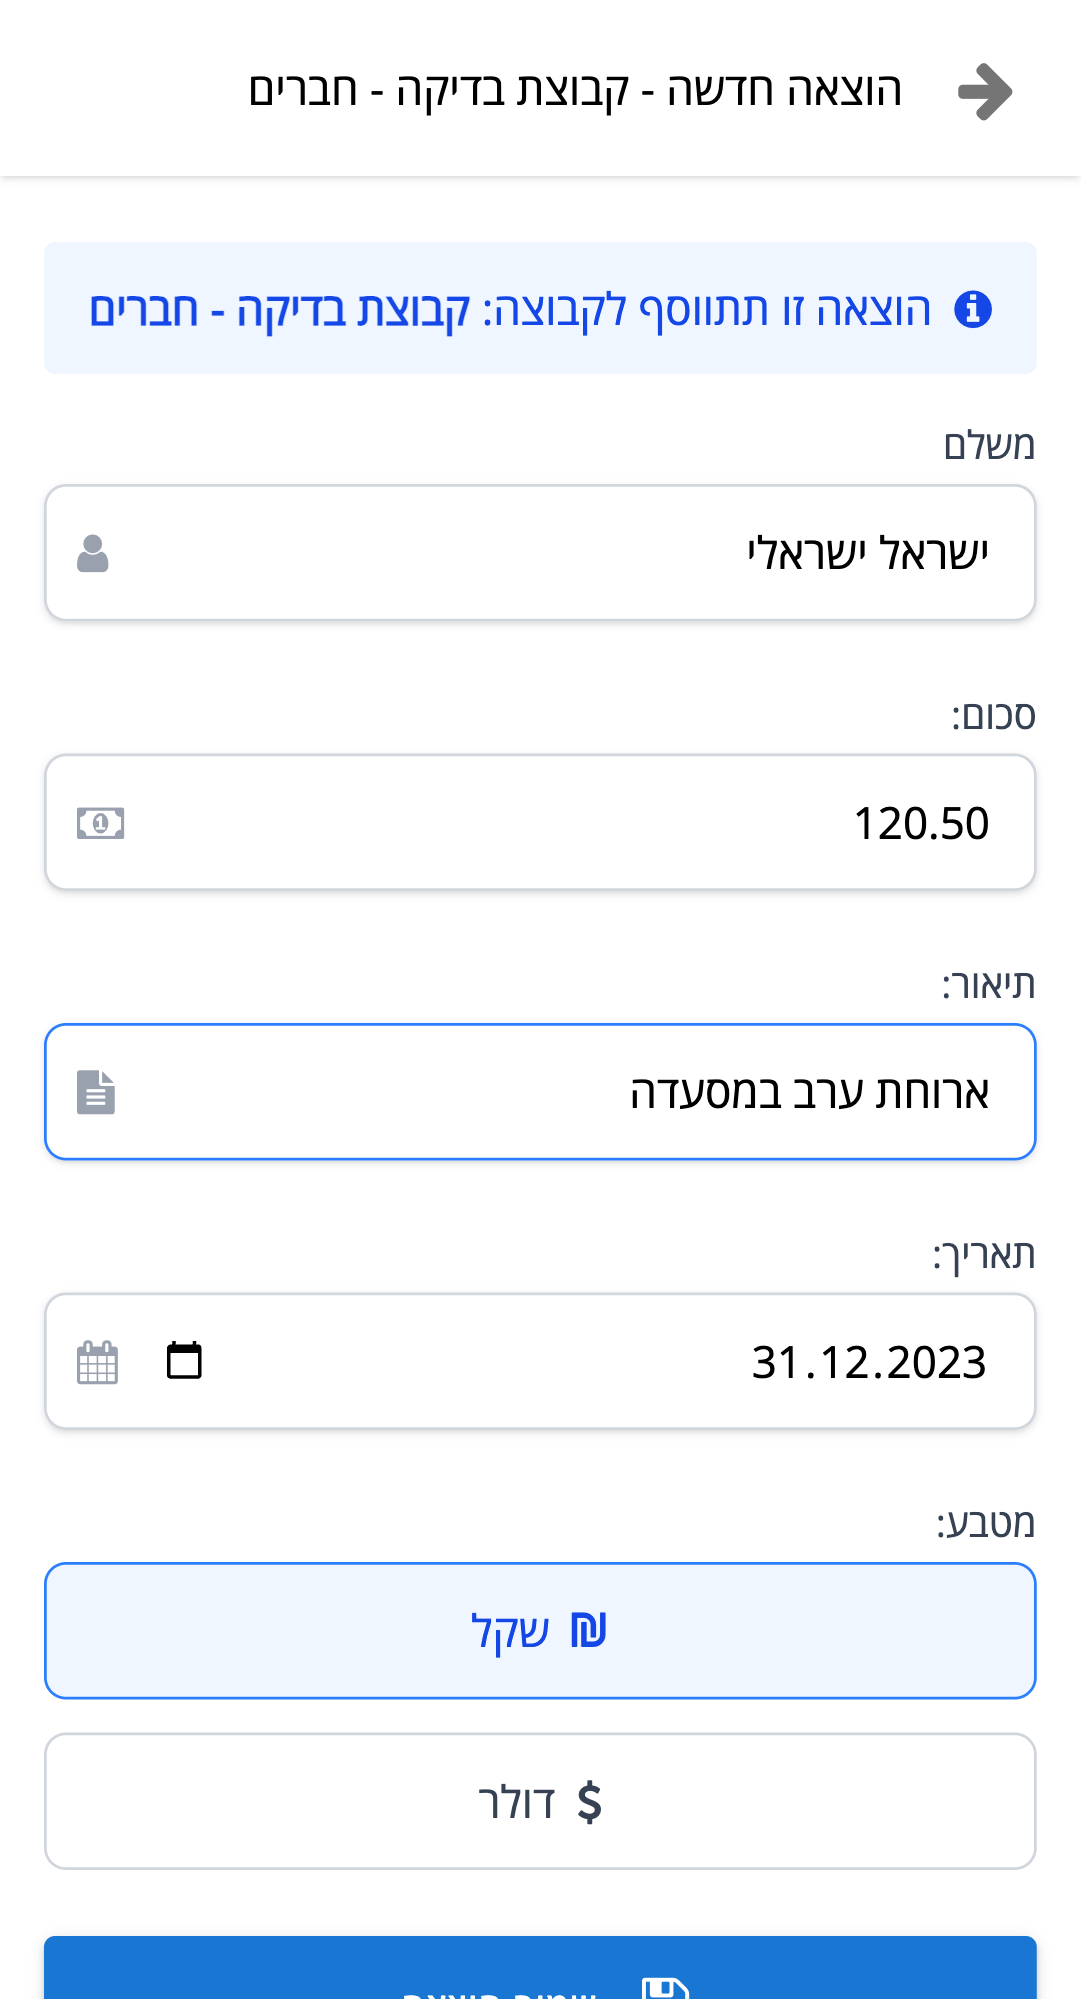 הוצאה חדשה - קבוצת בדיקה - חברים
הוצאה זו תתווסף לקבוצה: קבוצת בדיקה - חברים
משלם
ישראל ישראלי
סכום:
120.50
תיאור:
ארוחת ערב במסעדה
תאריך:
31.12.2023
מטבע:
₪ שקל
$ דולר